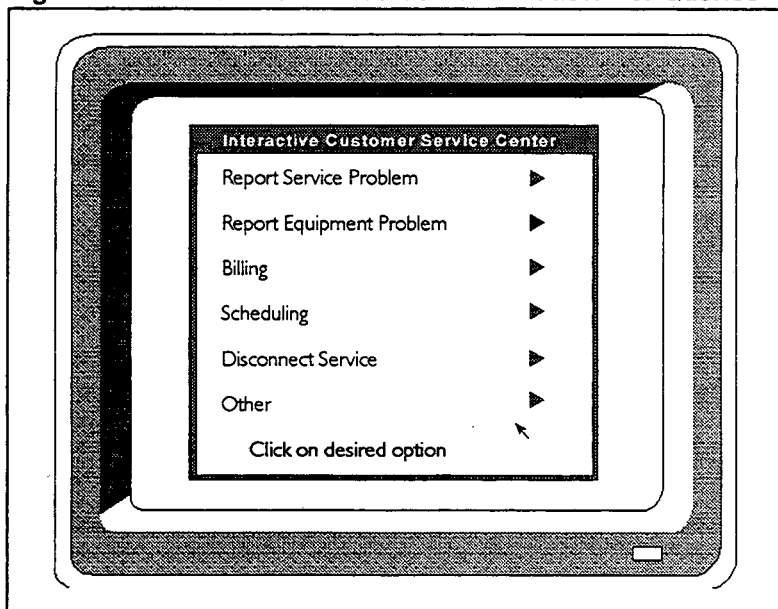 Interactive Customer Service Center
Report Service Problem
Report Equipment Problem
Billing
Scheduling
Disconnect Service
Other
Click on desired option